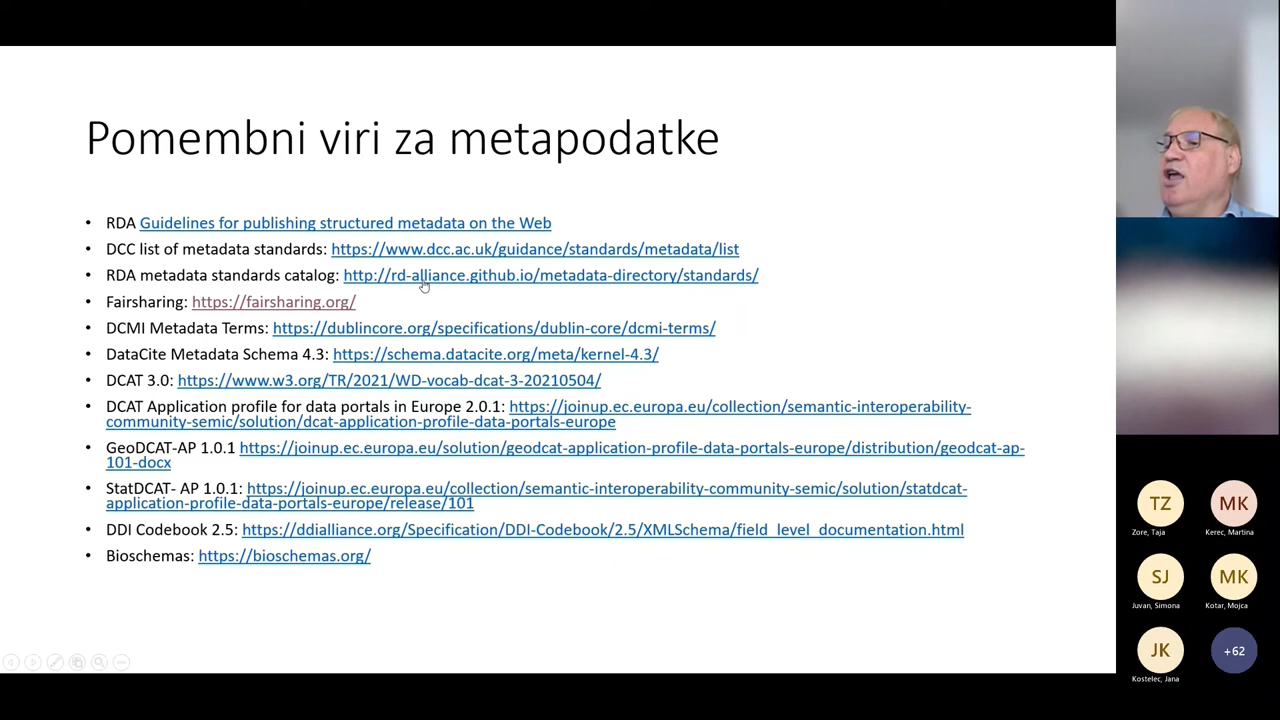 Pomembni viri za metapodatke
• RDA Guidelines for publishing structured metadata on the Web
• DCC list of metadata standards: https://www.dcc.ac.uk/guidance/standards/metadata/list
• RDA metadata standards catalog: http://rd-alliance.github.io/metadata-directory/standards/
• Fairsharing: https://fairsharing.org/
• DCMI Metadata Terms: https://dublincore.org/specifications/dublin-core/dcmi-terms/
• DataCite Metadata Schema 4.3: https://schema.datacite.org/meta/kernel-4.3/
• DCAT 3.0: https://www.w3.org/TR/2021/WD-vocab-dcat-3-20210504/
• DCAT Application profile for data portals in Europe 2.0.1: https://joinup.ec.europa.eu/collection/semantic-interoperability-
community-semic/solution/dcat-application-profile-data-portals-europe
• GeoDCAT-AP 1.0.1 https://joinup.ec.europa.eu/solution/geodcat-application-profile-data-portals-europe/distribution/geodcat-ap-
101-docx
• StatDCAT- AP 1.0.1: https://joinup.ec.europa.eu/collection/semantic-interoperability-community-semic/solution/statdcat-
application-profile-data-portals-europe/release/101
• DDI Codebook 2.5: https://ddialliance.org/Specification/DDI-Codebook/2.5/XMLSchema/field_level_documentation.html
• Bioschemas: https://bioschemas.org/
TZ
MK
Zore, Taja
Kerec, Martina
SJ
MK
Juvan, Simona
Kotar, Mojca
JK
+62
Kostelec, Jana